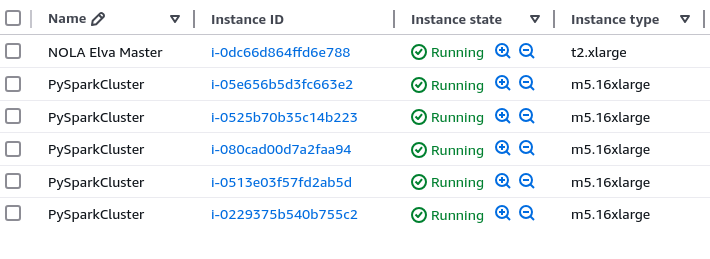 Name Instance ID Instance state Instance type
NOLA Elva Master i-0dc66d864ffd6e788 Running t2.xlarge
PySparkCluster i-05e656b5d3fc663e2 Running m5.16xlarge
PySparkCluster i-0525b70b35c14b223 Running m5.16xlarge
PySparkCluster i-080cad00d7a2faa94 Running m5.16xlarge
PySparkCluster i-0513e03f57fd2ab5d Running m5.16xlarge
PySparkCluster i-0229375b540b755c2 Running m5.16xlarge